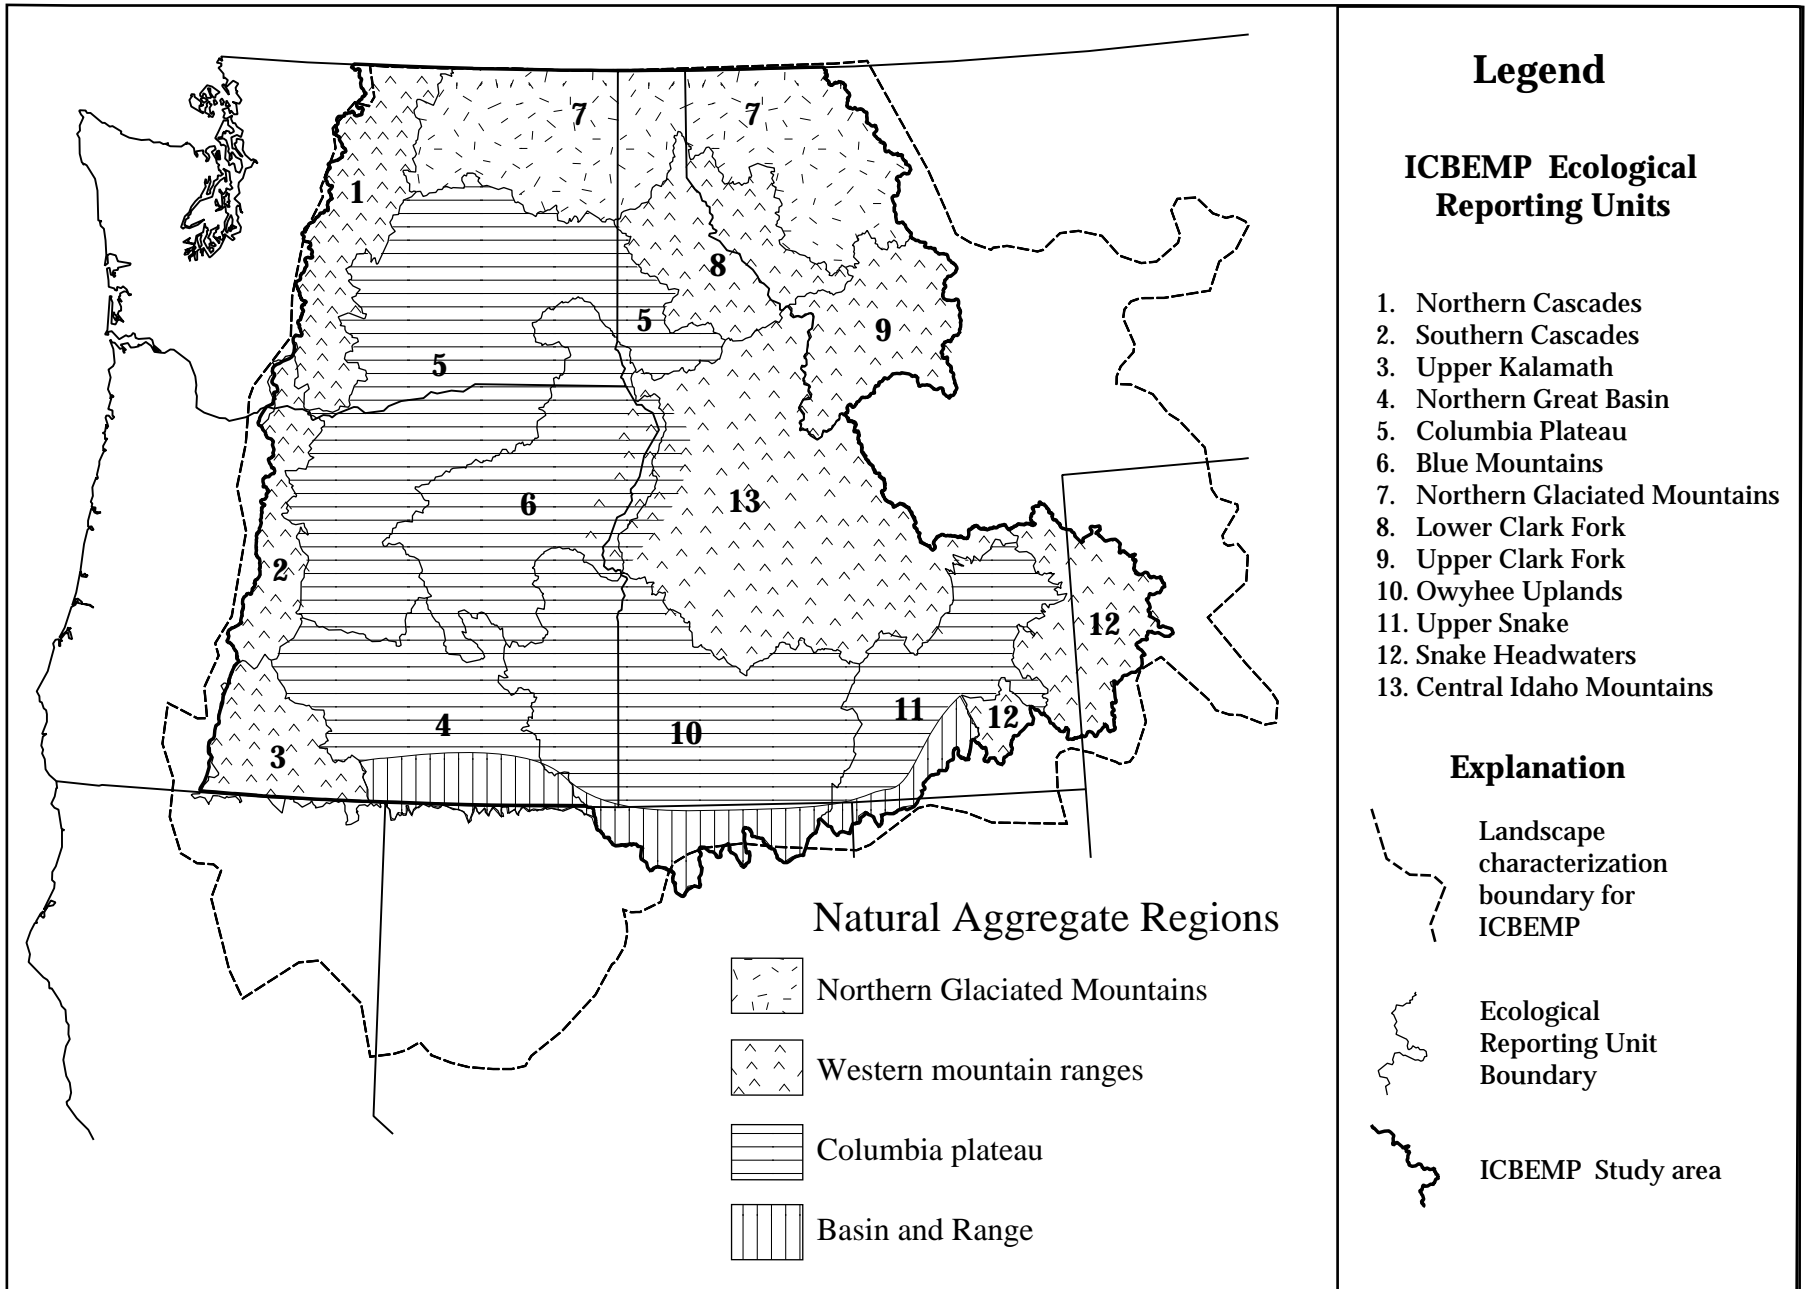 7
7
1
8
5
9
5
6
13
2
12
11
12
4
10
3
Natural Aggregate Regions
Northern Glaciated Mountains
Western mountain ranges
Columbia plateau
Basin and Range
Legend
ICBEMP Ecological
Reporting Units
1. Northern Cascades
2. Southern Cascades
3. Upper Kalamath
4. Northern Great Basin
5. Columbia Plateau
6. Blue Mountains
7. Northern Glaciated Mountains
8. Lower Clark Fork
9. Upper Clark Fork
10. Owyhee Uplands
11. Upper Snake
12. Snake Headwaters
13. Central Idaho Mountains
Explanation
Landscape
characterization
boundary for
ICBEMP
Ecological
Reporting Unit
Boundary
ICBEMP Study area